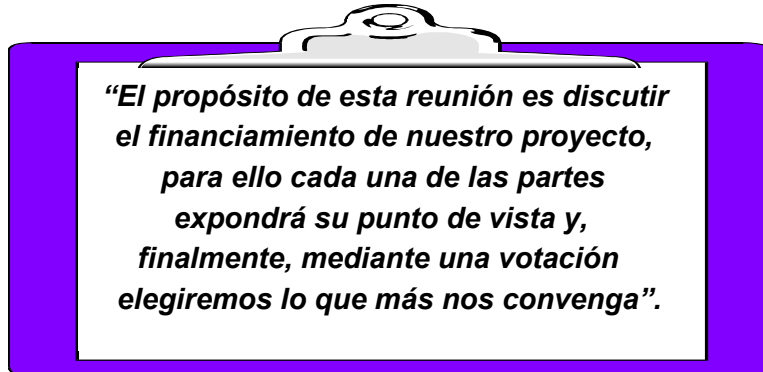 “El propósito de esta reunión es discutir
el financiamiento de nuestro proyecto,
para ello cada una de las partes
expondrá su punto de vista y,
finalmente, mediante una votación
elegiremos lo que más nos convenga”.